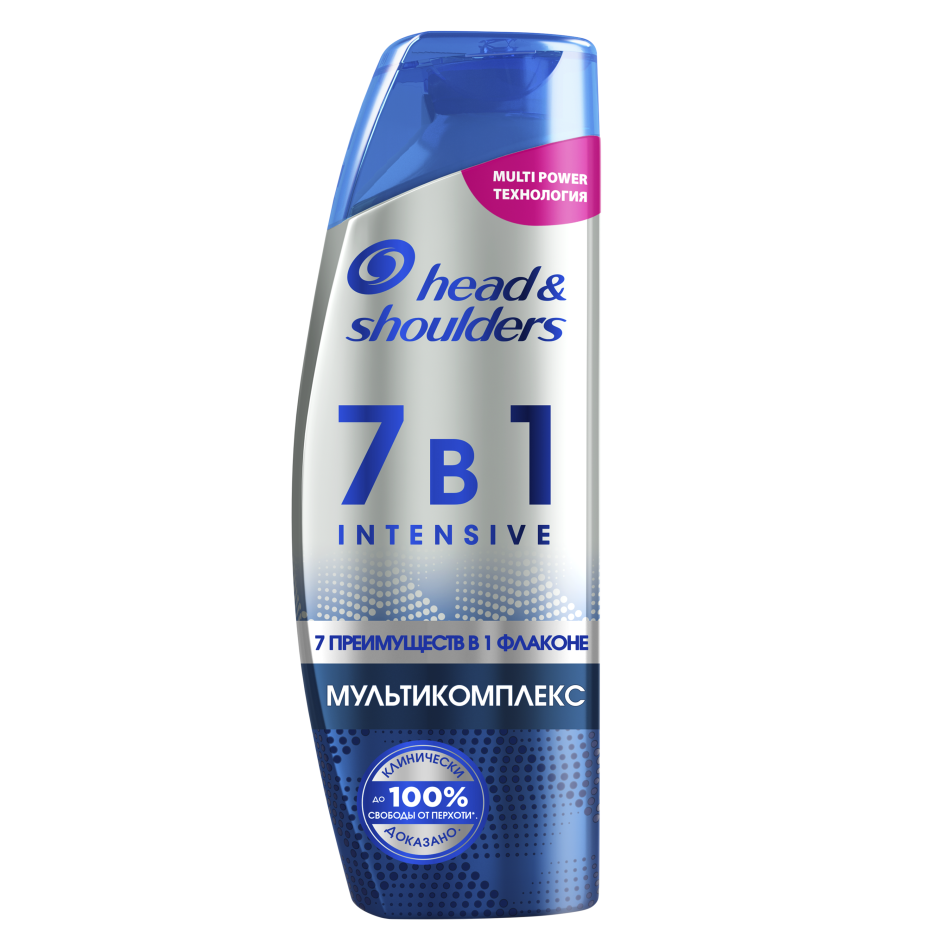 MULTI POWER
ТЕХНОЛОГИЯ
head &
shoulders
7 В 1
INTENSIVE
7 ПРЕИМУЩЕСТВ В 1 ФЛАКОНЕ
МУЛЬТИКОМПЛЕКС
КЛИНИЧЕСКИ
ДО 100%
СВОБОДЫ ОТ ПЕРХОТИ*.
ДОКАЗАНО.